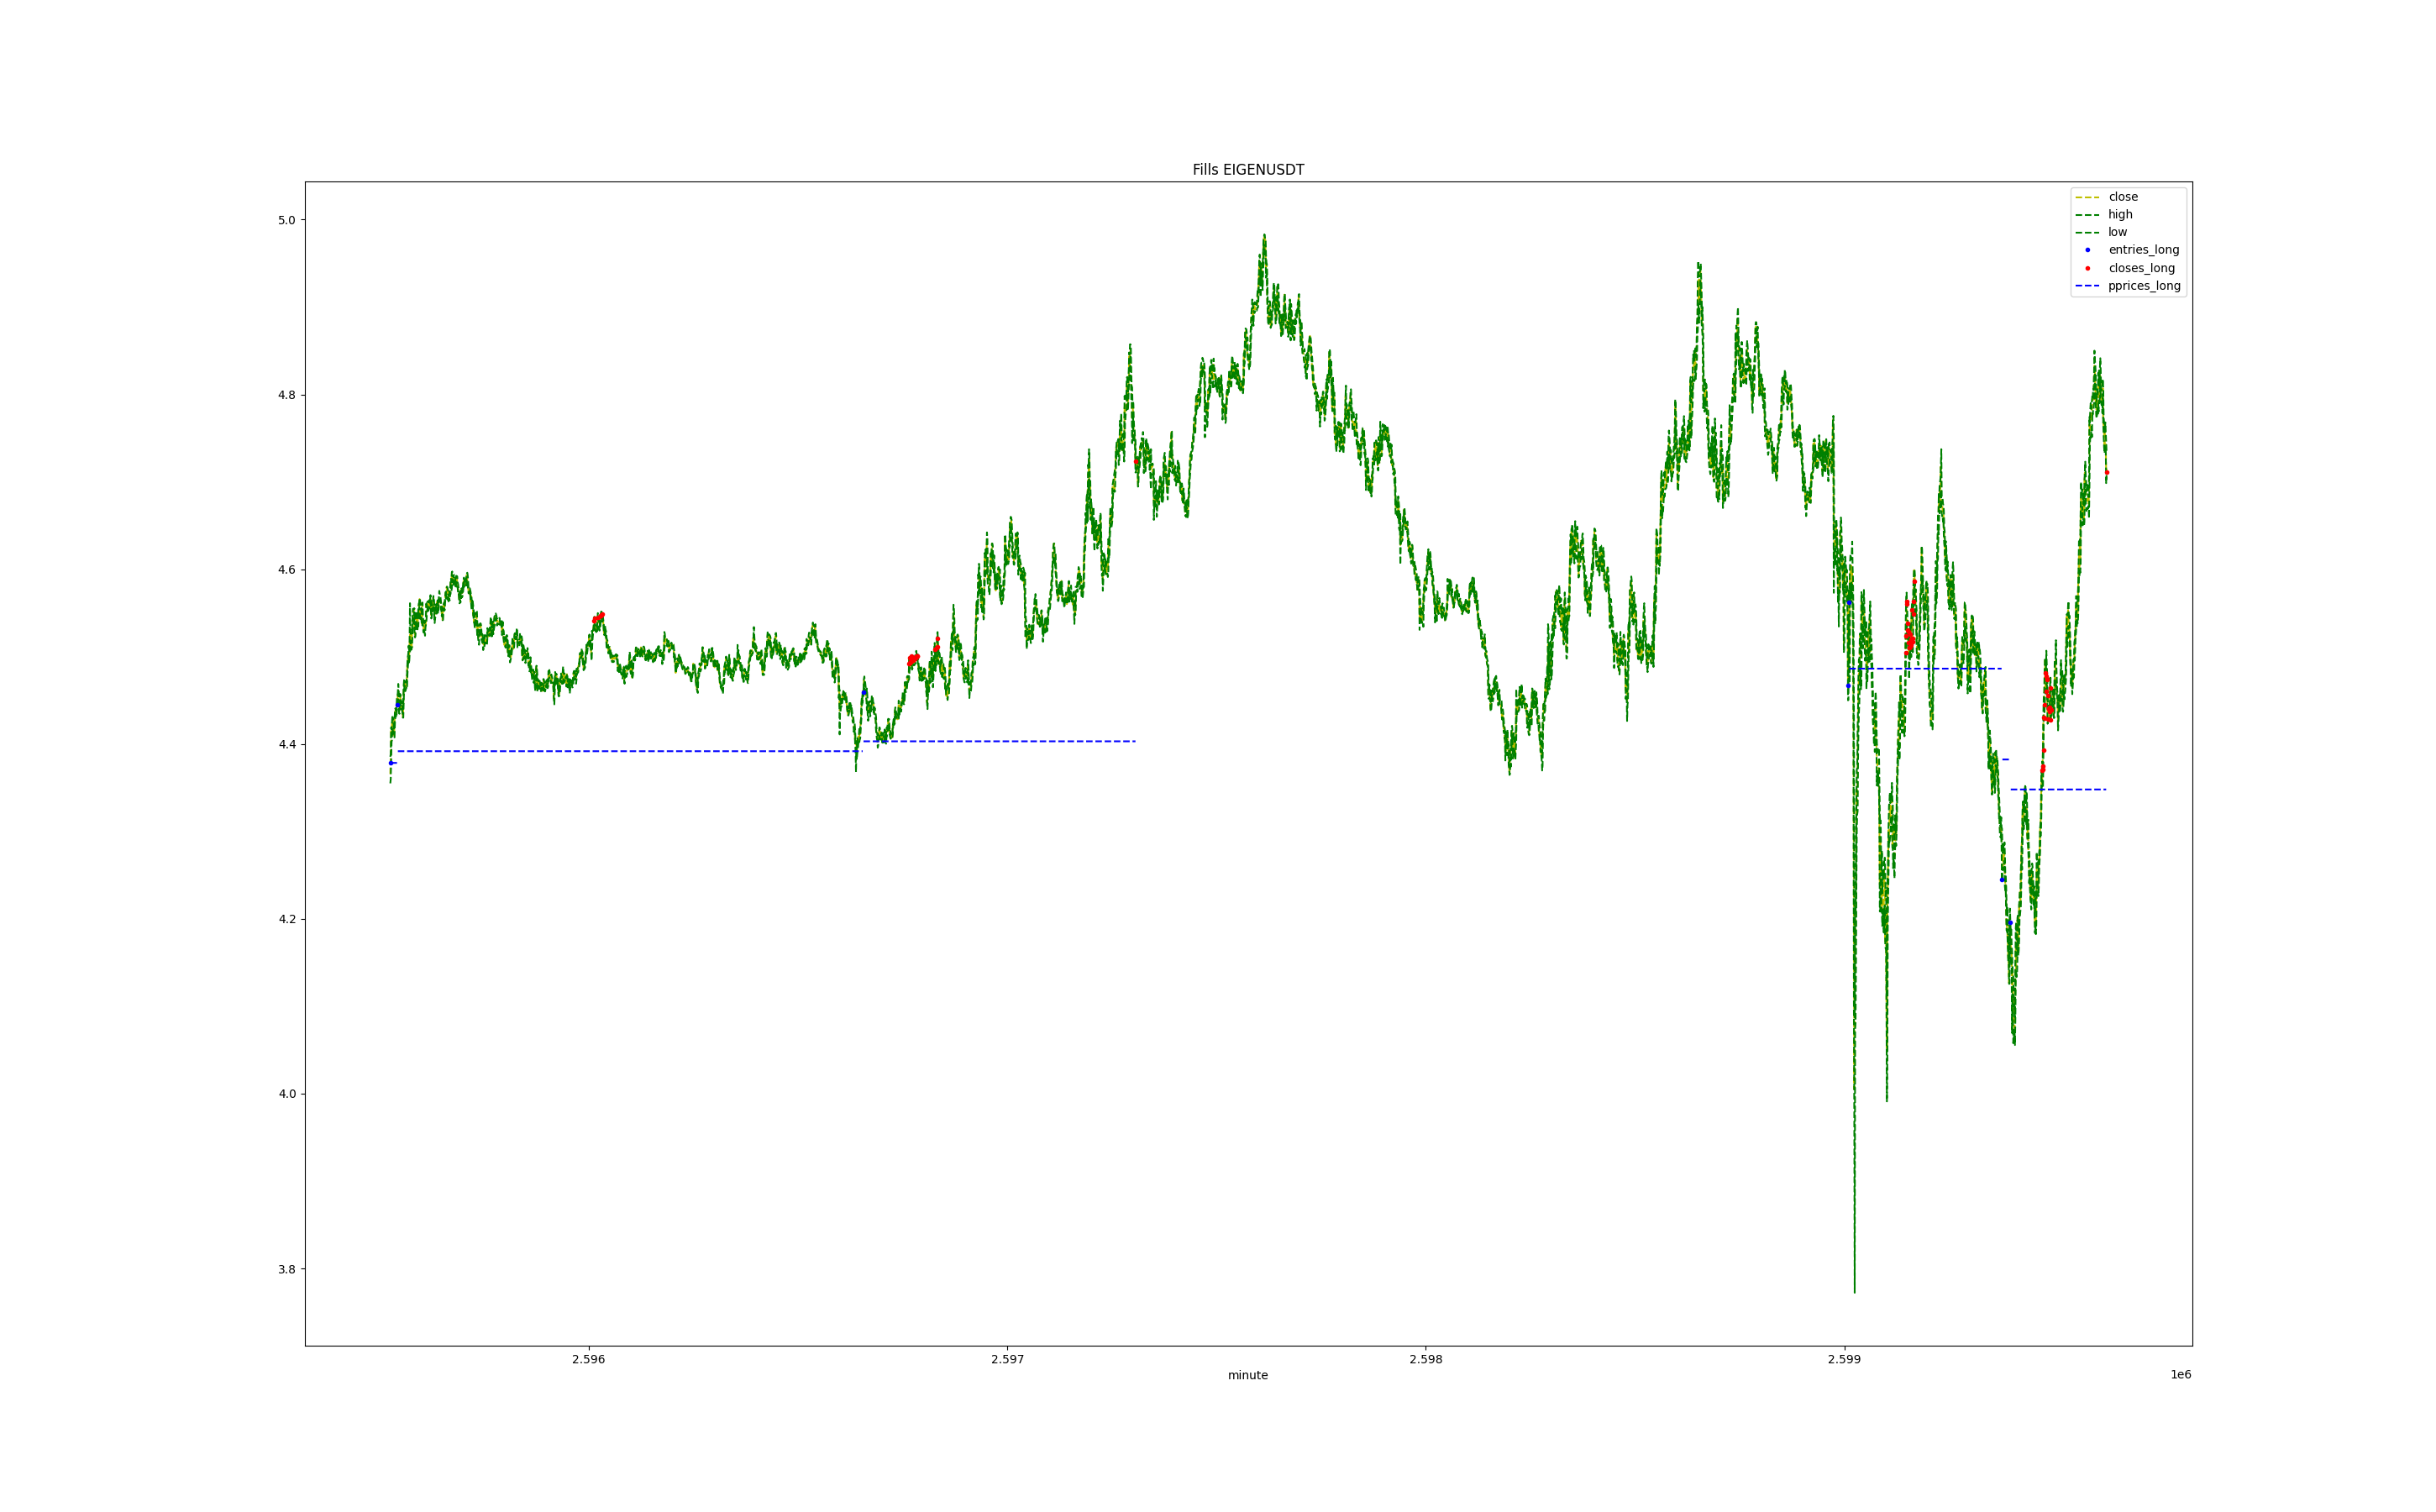 Fills EIGENUSDT
close
high
low
entries_long
closes_long
pprices_long
5.0
4.8
4.6
4.4
4.2
4.0
3.8
2.596
2.597
2.598
2.599
minute
1e6